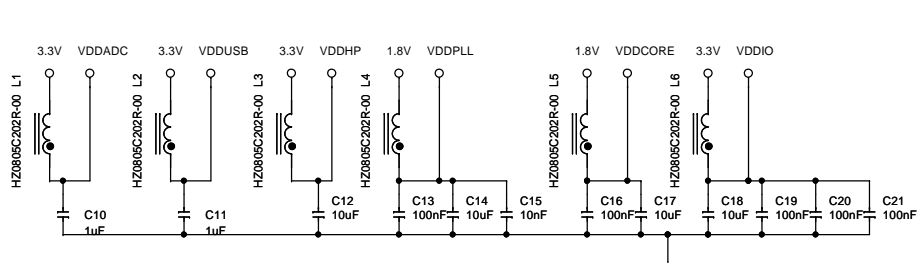 3.3V VDDADC
3.3V VDDUSB
3.3V VDDHP
1.8V VDDPLL
1.8V VDDCORE
3.3V VDDIO
HZ0805C202R-00 L1
HZ0805C202R-00 L2
HZ0805C202R-00 L3
HZ0805C202R-00 L4
HZ0805C202R-00 L5
HZ0805C202R-00 L6
C10
1uF
C11
1uF
C12
10uF
C13
100nF
C14
10uF
C15
10nF
C16
100nF
C17
10uF
C18
10uF
C19
100nF
C20
100nF
C21
100nF